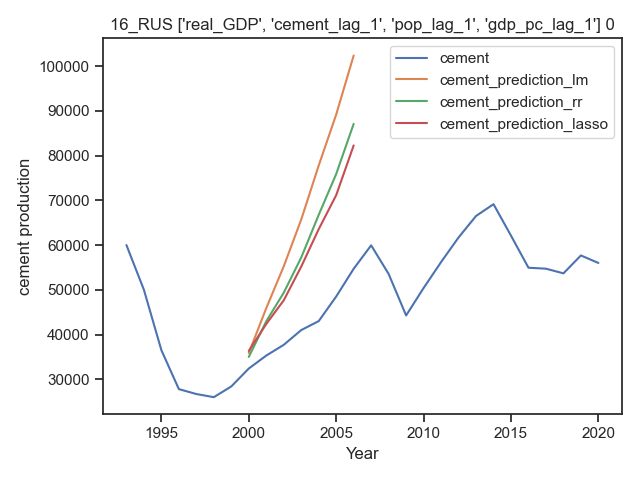 16_RUS ['real_GDP', 'cement_lag_1', 'pop_lag_1', 'gdp_pc_lag_1'] 0
cement
cement_prediction_lm
cement_prediction_rr
cement_prediction_lasso
100000
90000
80000
70000
60000
50000
40000
30000
cement production
1995
2000
2005
2010
2015
2020
Year